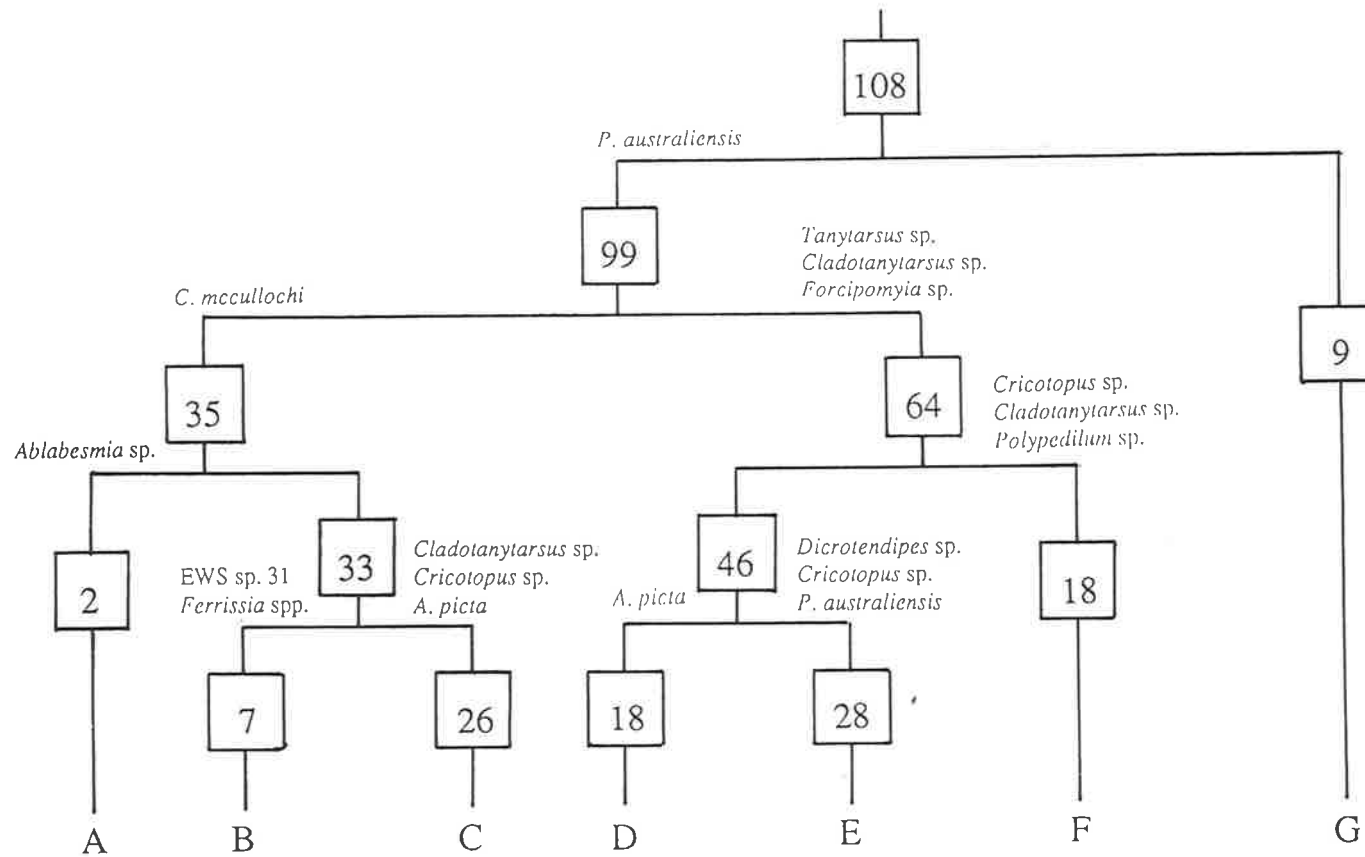 108
P. australiensis
99
Tanytarsus sp.
Cladotanytarsus sp.
Forcipomyia sp.
C. mccullochi
9
35
64
Cricotopus sp.
Cladotanytarsus sp.
Polypedilum sp.
Ablabesmia sp.
2
EWS sp. 31
Ferrissia spp.
33
Cladotanytarsus sp.
Cricotopus sp.
A. picta
A. picta
46
Dicrotendipes sp.
Cricotopus sp.
P. australiensis
18
7
26
18
28
A B C D E F G